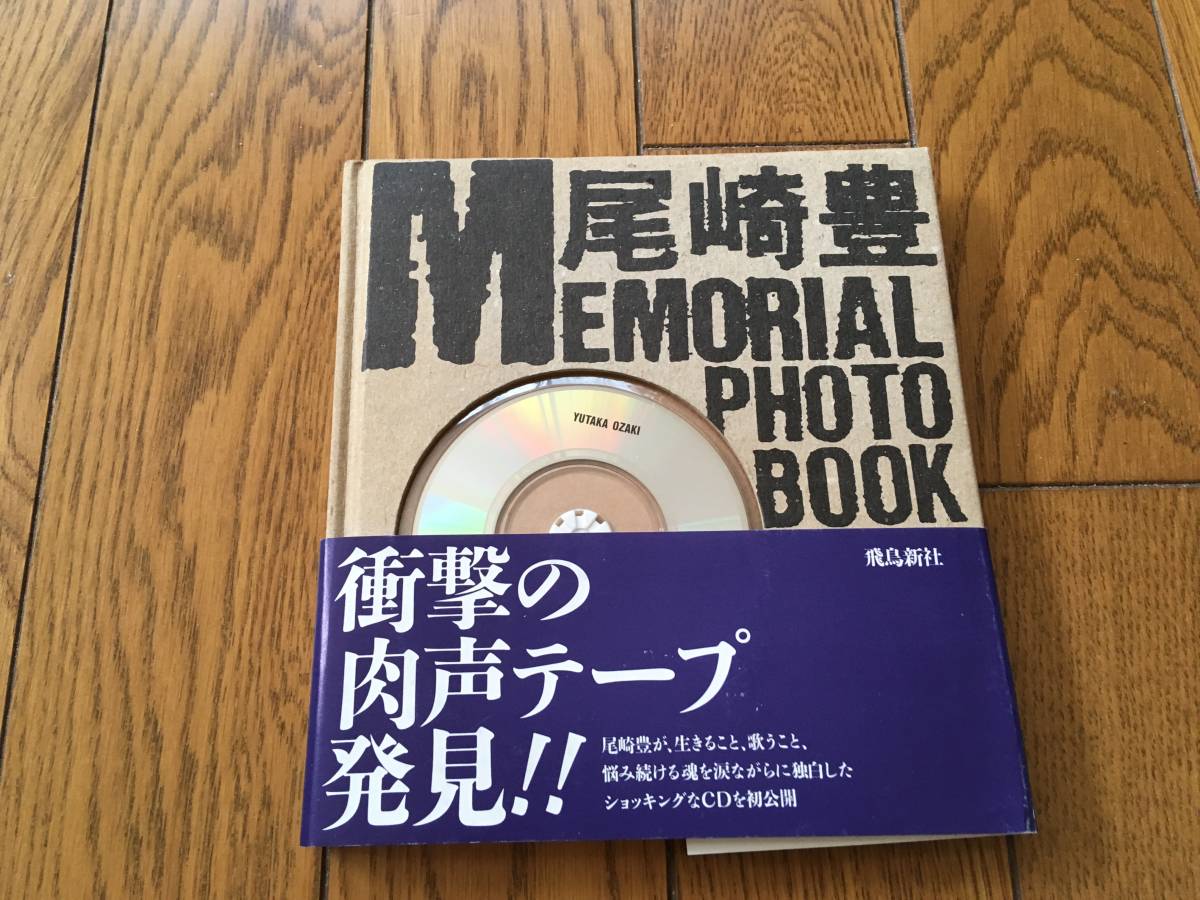 尾崎豊
MEMORIAL
PHOTO
BOOK
YUTAKA OZAKI
飛鳥新社
衝撃の
肉声テープ
発見!!
尾崎豊が、生きること、歌うこと、
悩み続ける魂を涙ながらに独白した
ショッキングなCDを初公開